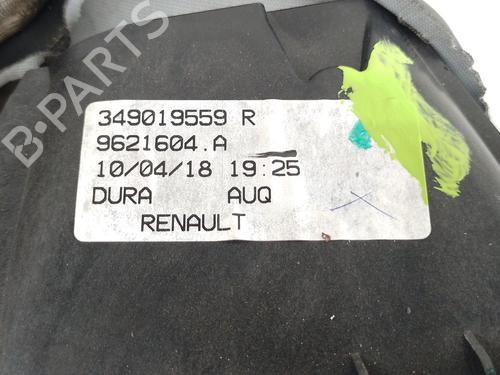 B-PARTS
349019559 R
9621604.A
10/04/18 19:25
DURA AUQ
RENAULT